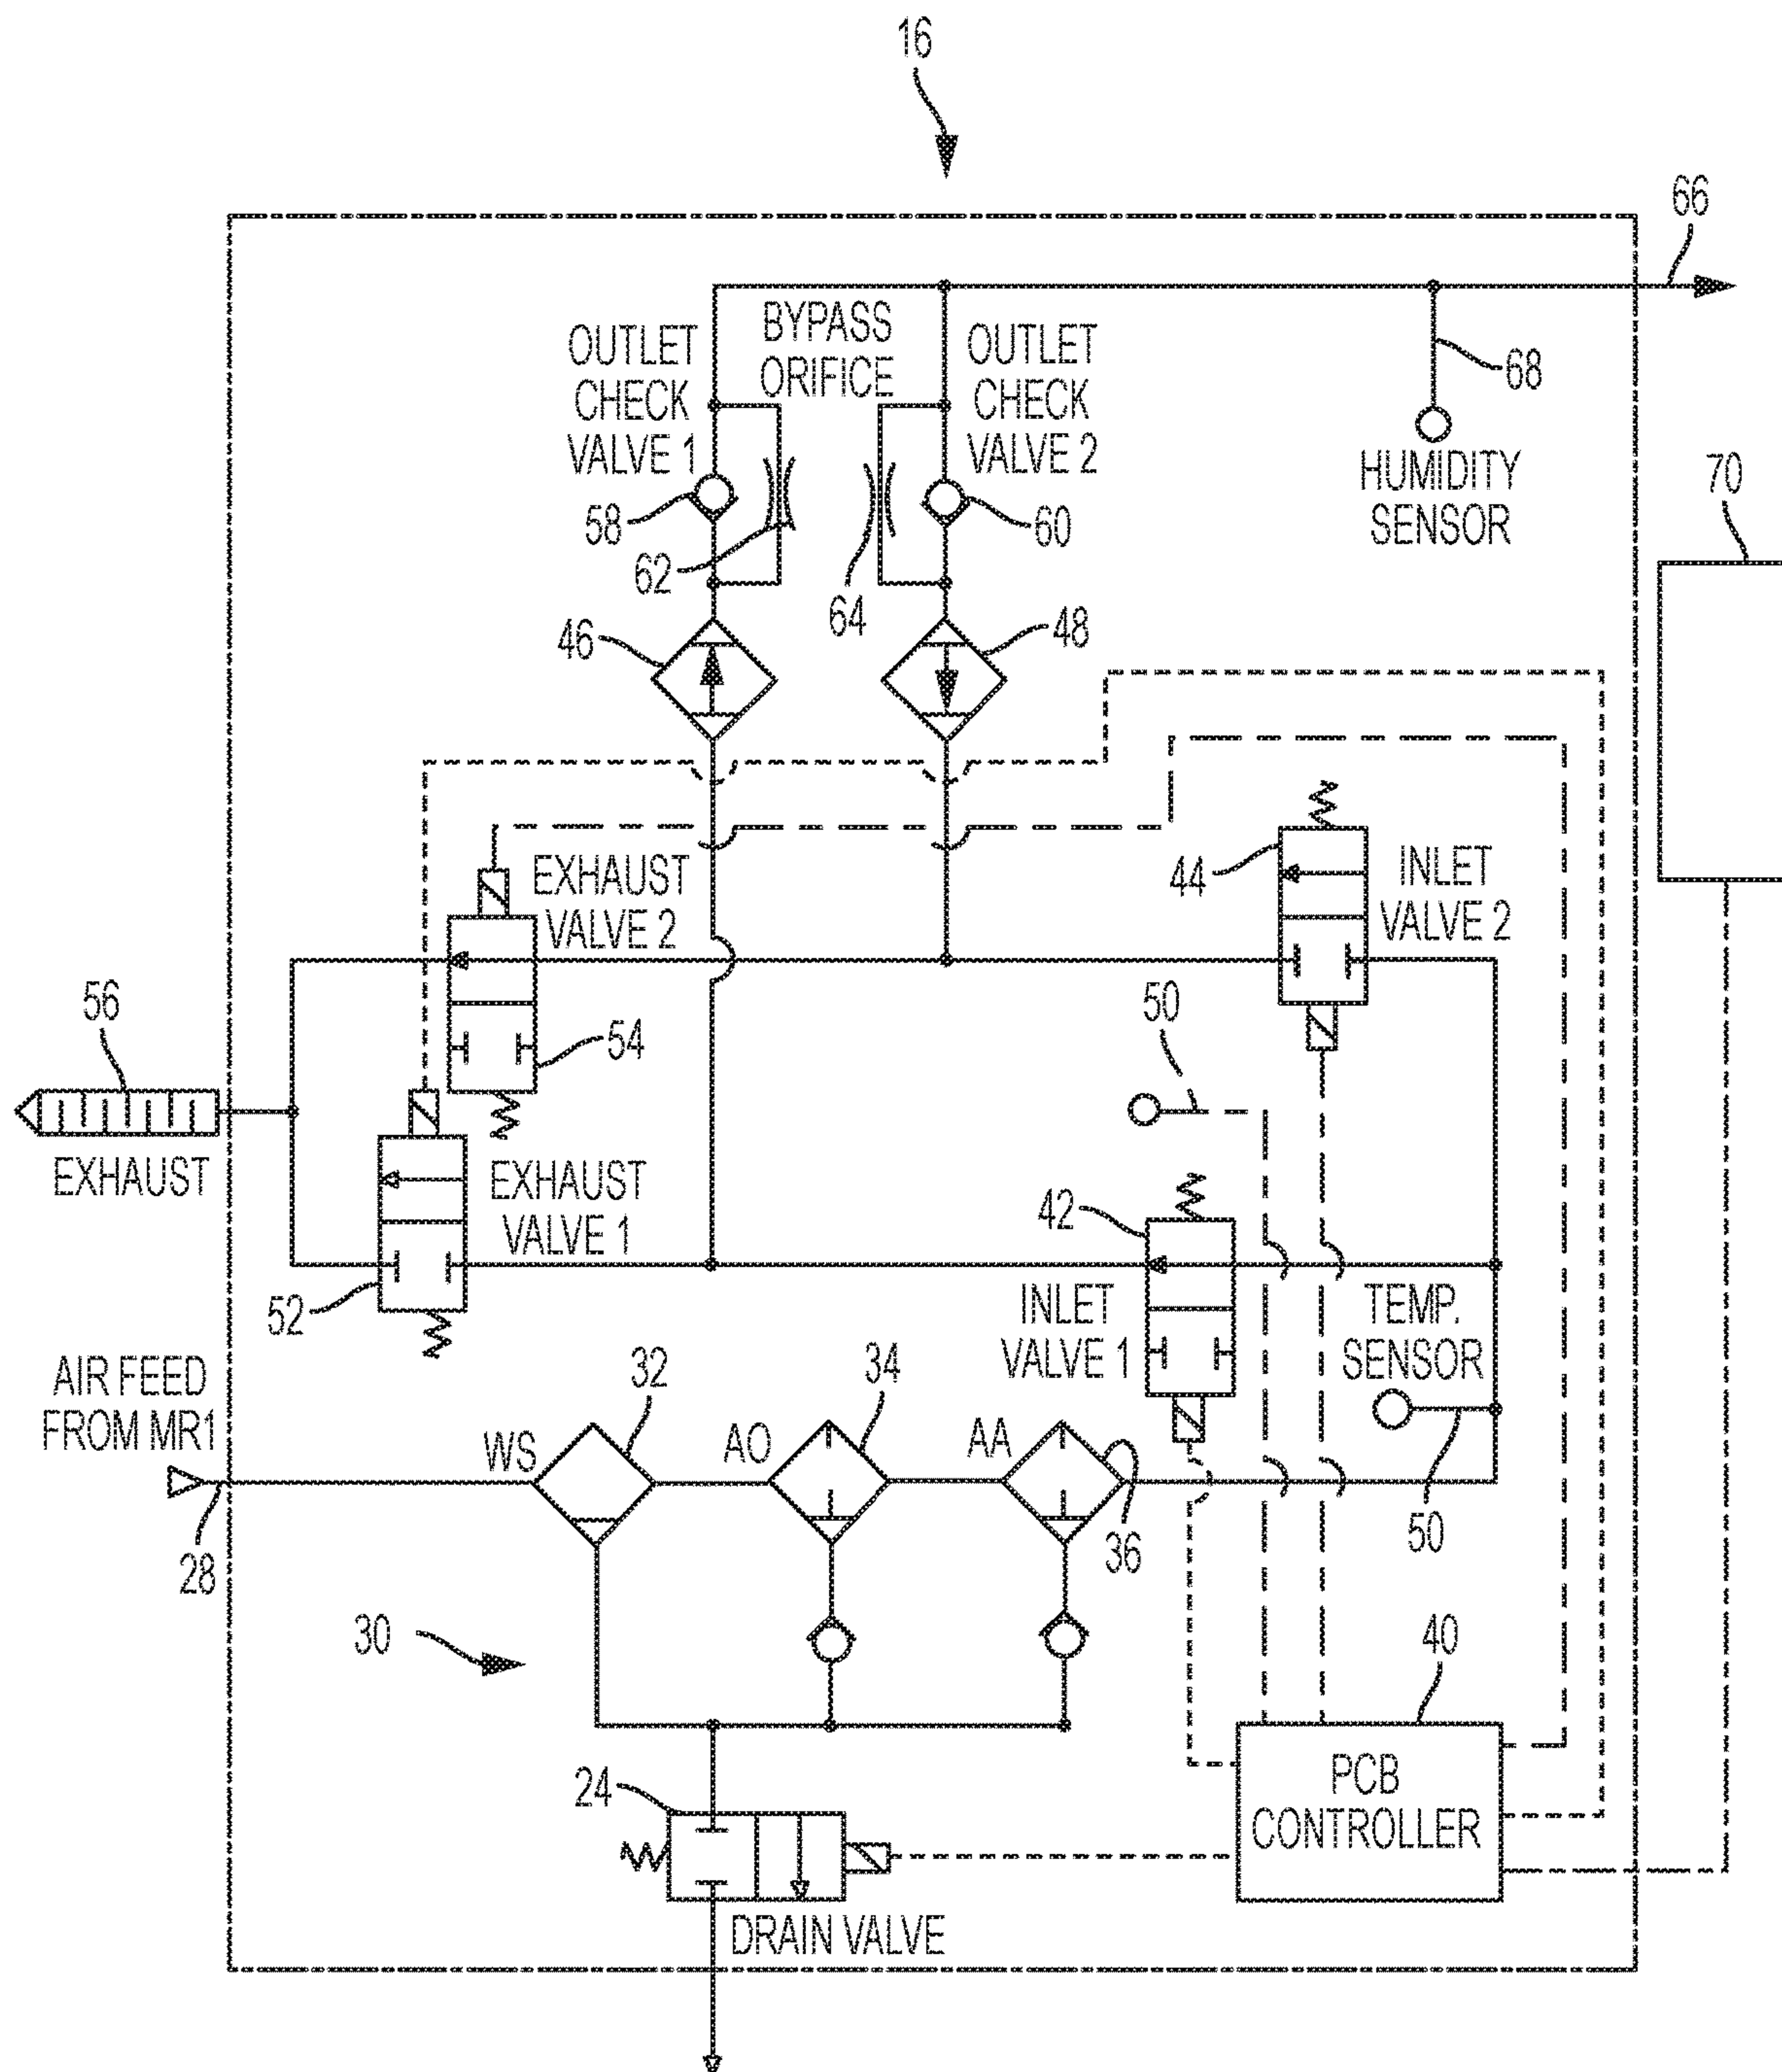 16
66
OUTLET
CHECK
VALVE 1
BYPASS
ORIFICE
OUTLET
CHECK
VALVE 2
68
HUMIDITY
SENSOR
70
58
62
64
60
46
48
EXHAUST
VALVE 2
44
INLET
VALVE 2
56
54
50
EXHAUST
EXHAUST
VALVE 1
42
52
INLET
VALVE 1
TEMP.
SENSOR
AIR FEED
FROM MR1
32
34
WS
AO
AA
28
36
50
30
40
24
PCB
CONTROLLER
DRAIN VALVE